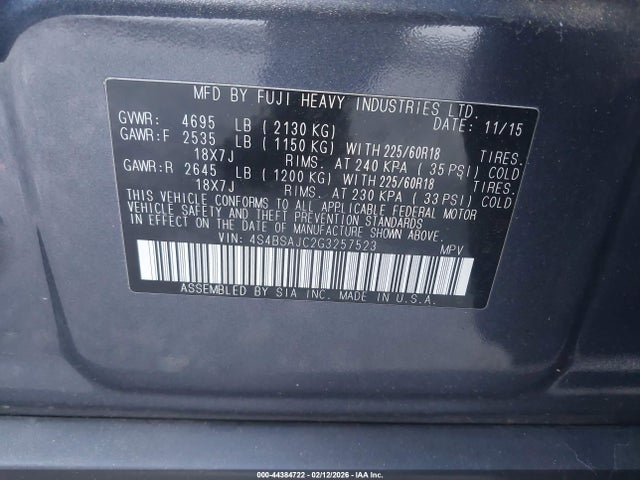 MFD BY FUJI HEAVY INDUSTRIES LTD.
GVWR: 4695 LB ( 2130 KG) DATE: 11/15
GAWR:F 2535 LB ( 1150 KG) WITH 225/60R18 TIRES.
18X7J RIMS. AT 240 KPA ( 35 PSI) COLD
GAWR:R 2645 LB ( 1200 KG) WITH 225/60R18 TIRES.
18X7J RIMS. AT 230 KPA ( 33 PSI) COLD
THIS VEHICLE CONFORMS TO ALL APPLICABLE FEDERAL MOTOR
VEHICLE SAFETY AND THEFT PREVENTION STANDARDS
IN EFFECT ON THE DATE OF MANUFACTURE SHOWN ABOVE.
VIN: 4S4BSAJC2G3257523 MPV
ASSEMBLED BY SIA INC. MADE IN U.S.A.
000-44384722 - 02/12/2026 - IAA Inc.